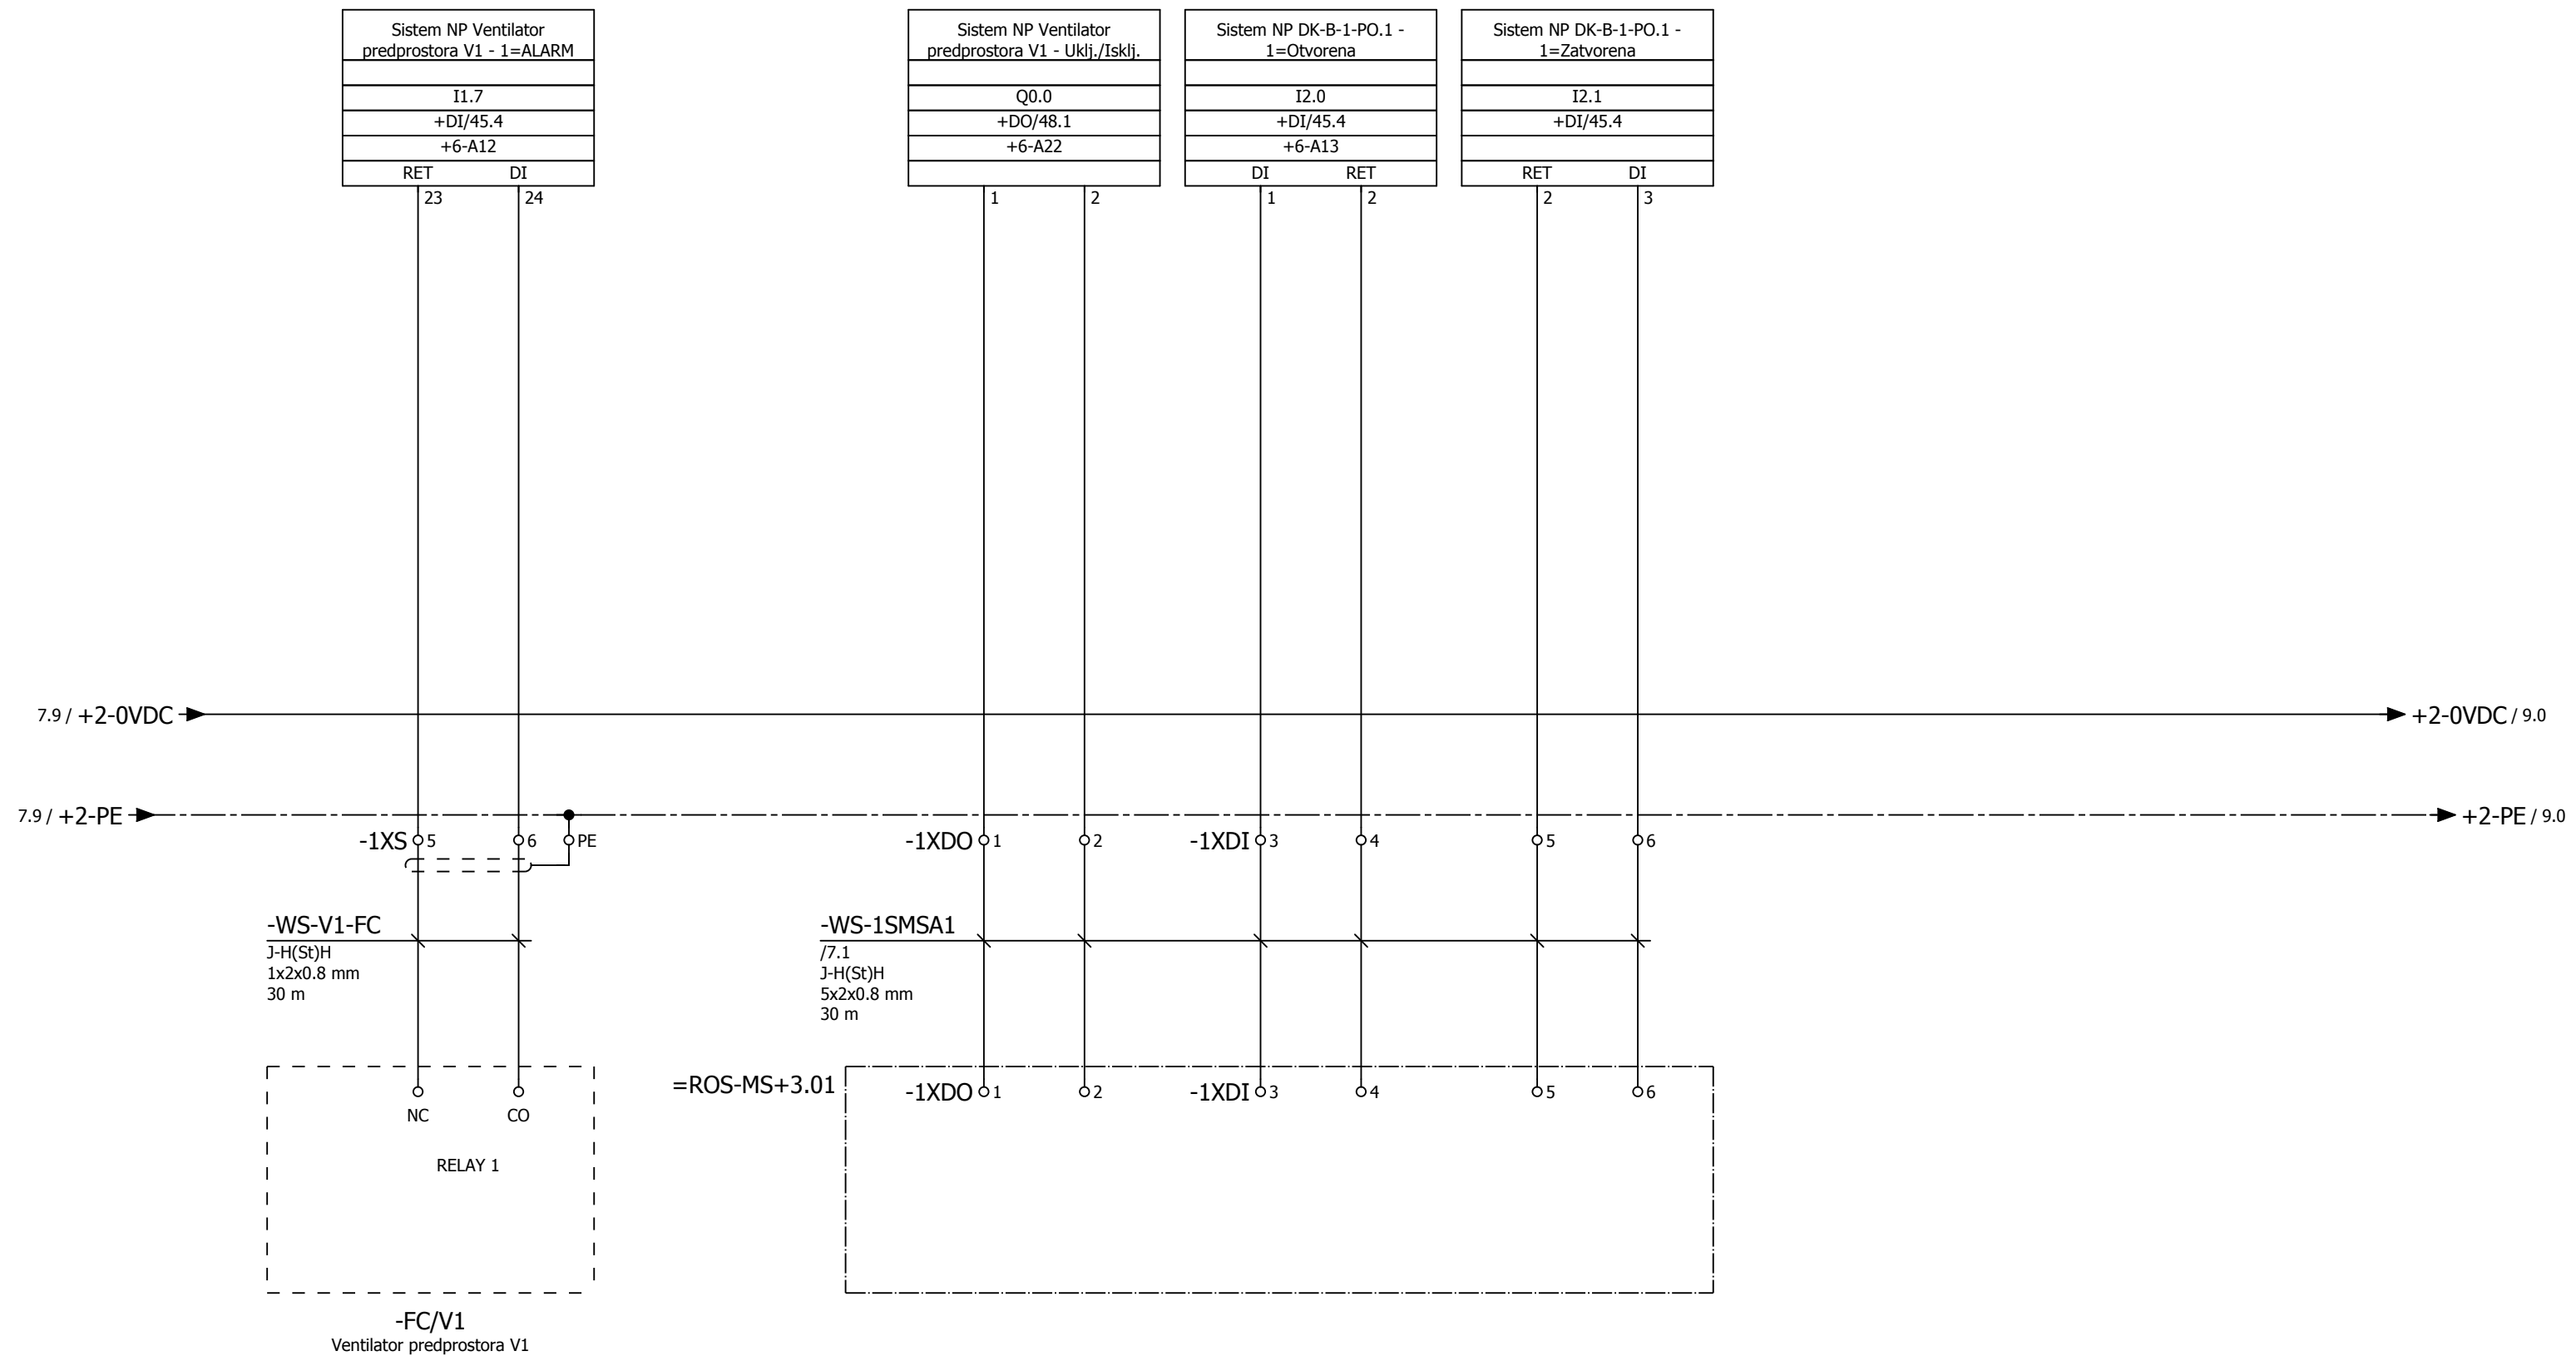 Sistem NP Ventilator
predprostora V1 - 1=ALARM
I1.7
+DI/45.4
+6-A12
RET DI
23 24
Sistem NP Ventilator
predprostora V1 - Uklj./Isklj.
Q0.0
+DO/48.1
+6-A22
1 2
Sistem NP DK-B-1-PO.1 -
1=Otvorena
I2.0
+DI/45.4
+6-A13
DI RET
1 2
Sistem NP DK-B-1-PO.1 -
1=Zatvorena
I2.1
+DI/45.4
RET DI
2 3
7.9 / +2-0VDC +2-0VDC / 9.0
7.9 / +2-PE +2-PE / 9.0
-1XS 5 6 PE -1XDO 1 2 -1XDI 3 4 5 6
-WS-V1-FC
J-H(St)H
1x2x0.8 mm
30 m
-WS-1SMSA1
/7.1
J-H(St)H
5x2x0.8 mm
30 m
NC CO
RELAY 1
-FC/V1
Ventilator predprostora V1
=ROS-MS+3.01
-1XDO 1 2 -1XDI 3 4 5 6